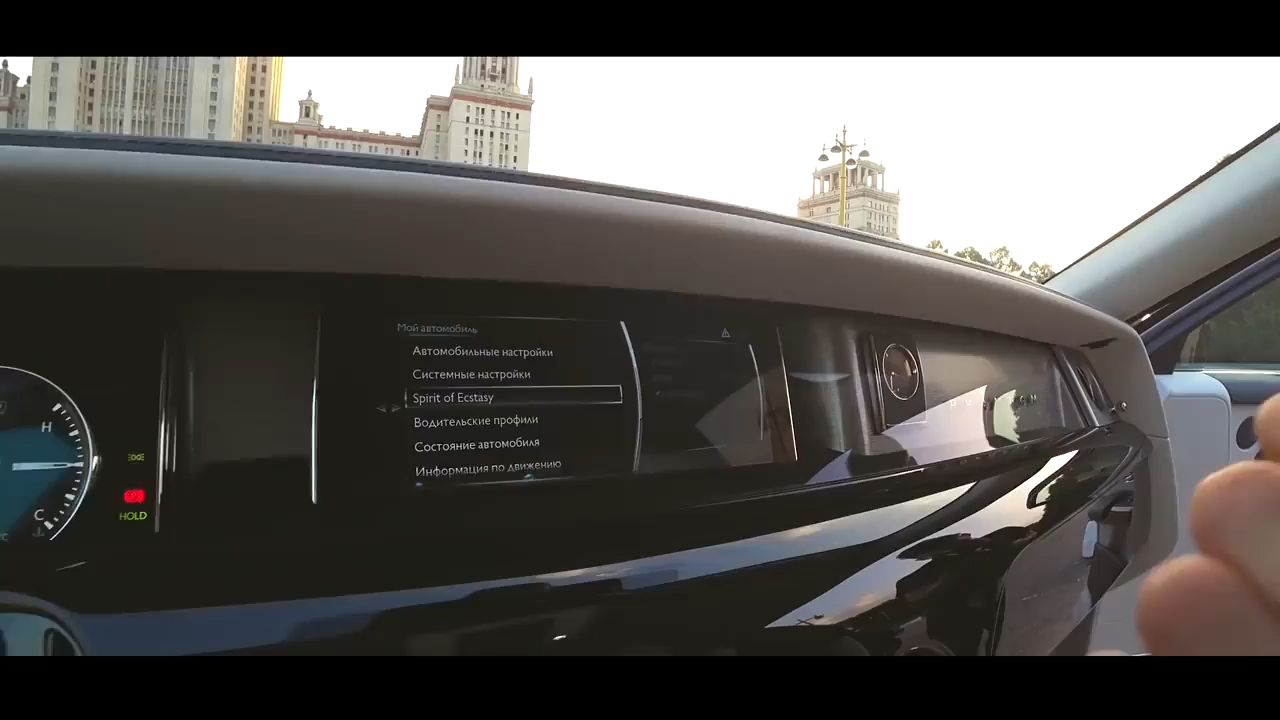 Мой автомобиль
Автомобильные настройки
Системные настройки
Spirit of Ecstasy
Водительские профили
Состояние автомобиля
Информация по движению
H
C
HOLD